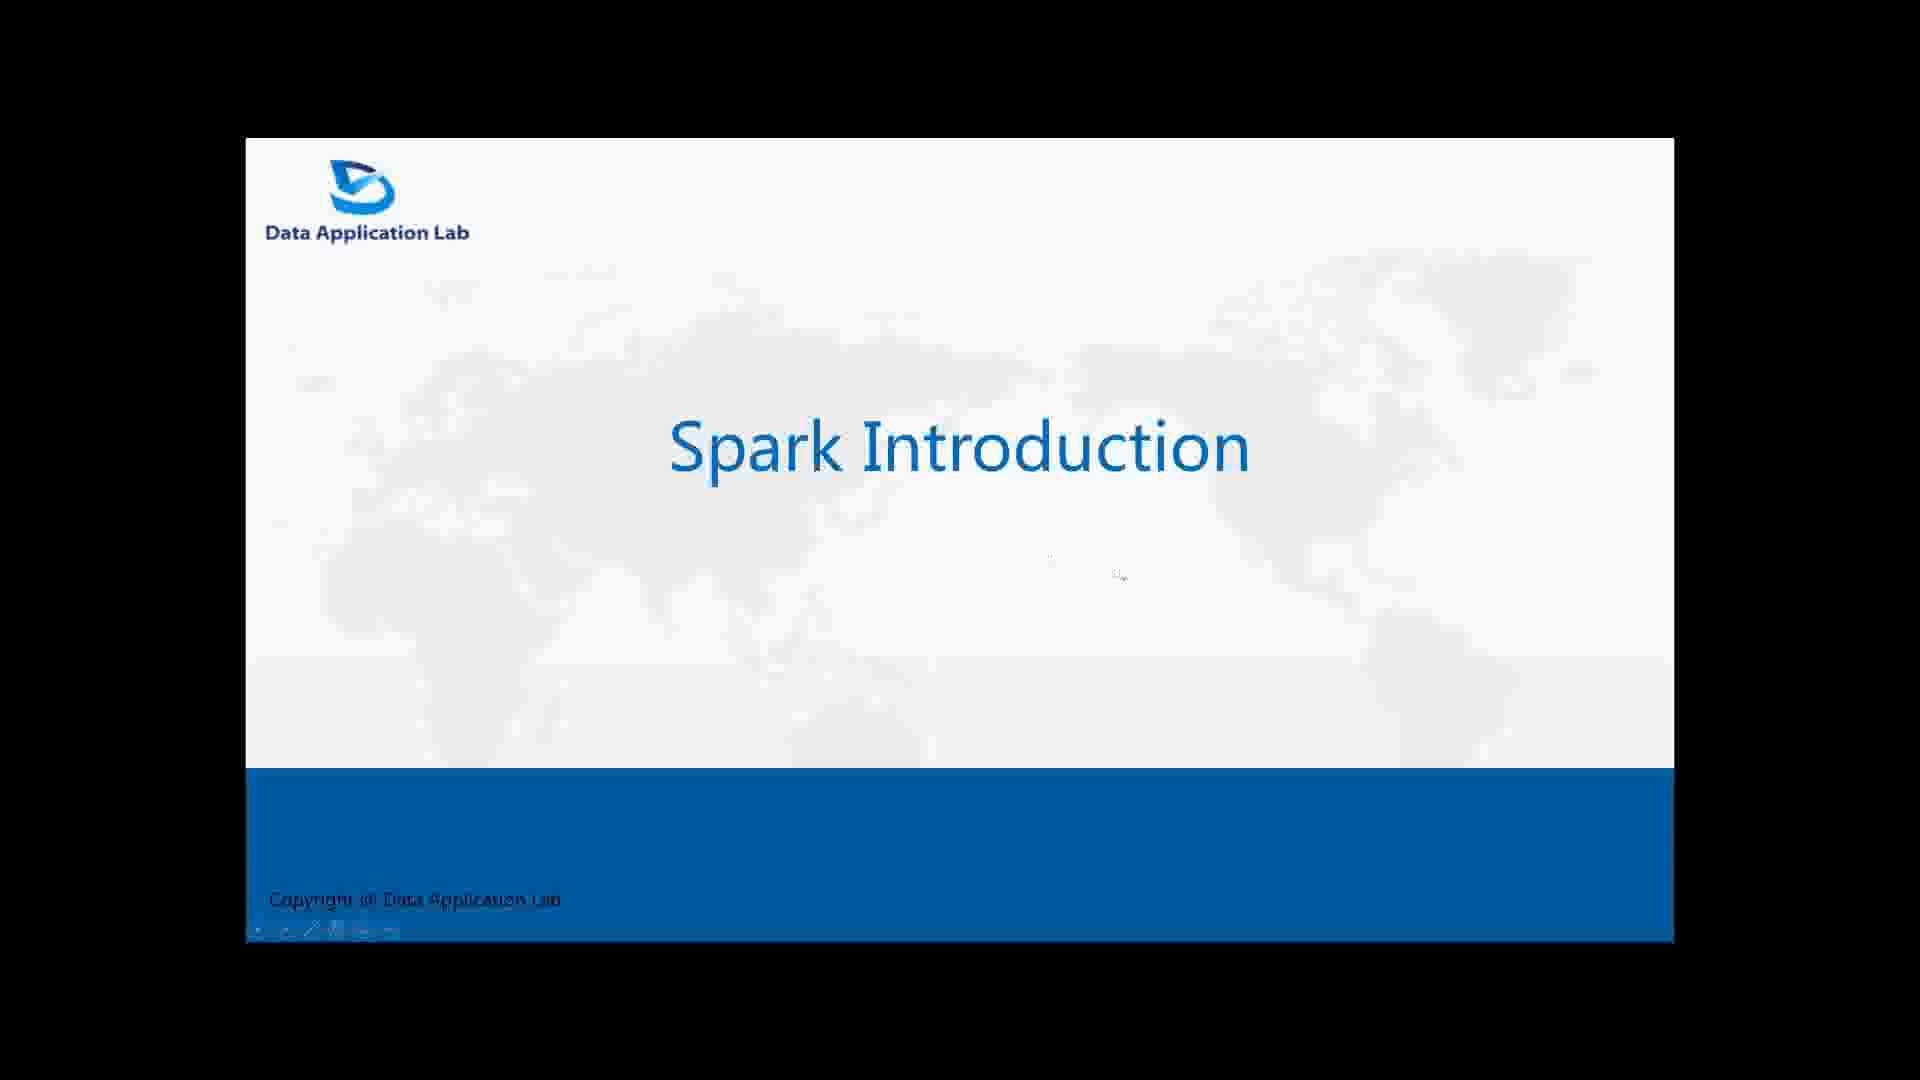 Data Application Lab
Spark Introduction
Copyright @ Data Application Lab